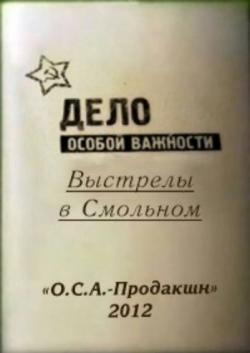 ДЕЛО
ОСОБОЙ ВАЖНОСТИ
Выстрелы
в Смольном
«О.С.А.-Продакшн»
2012